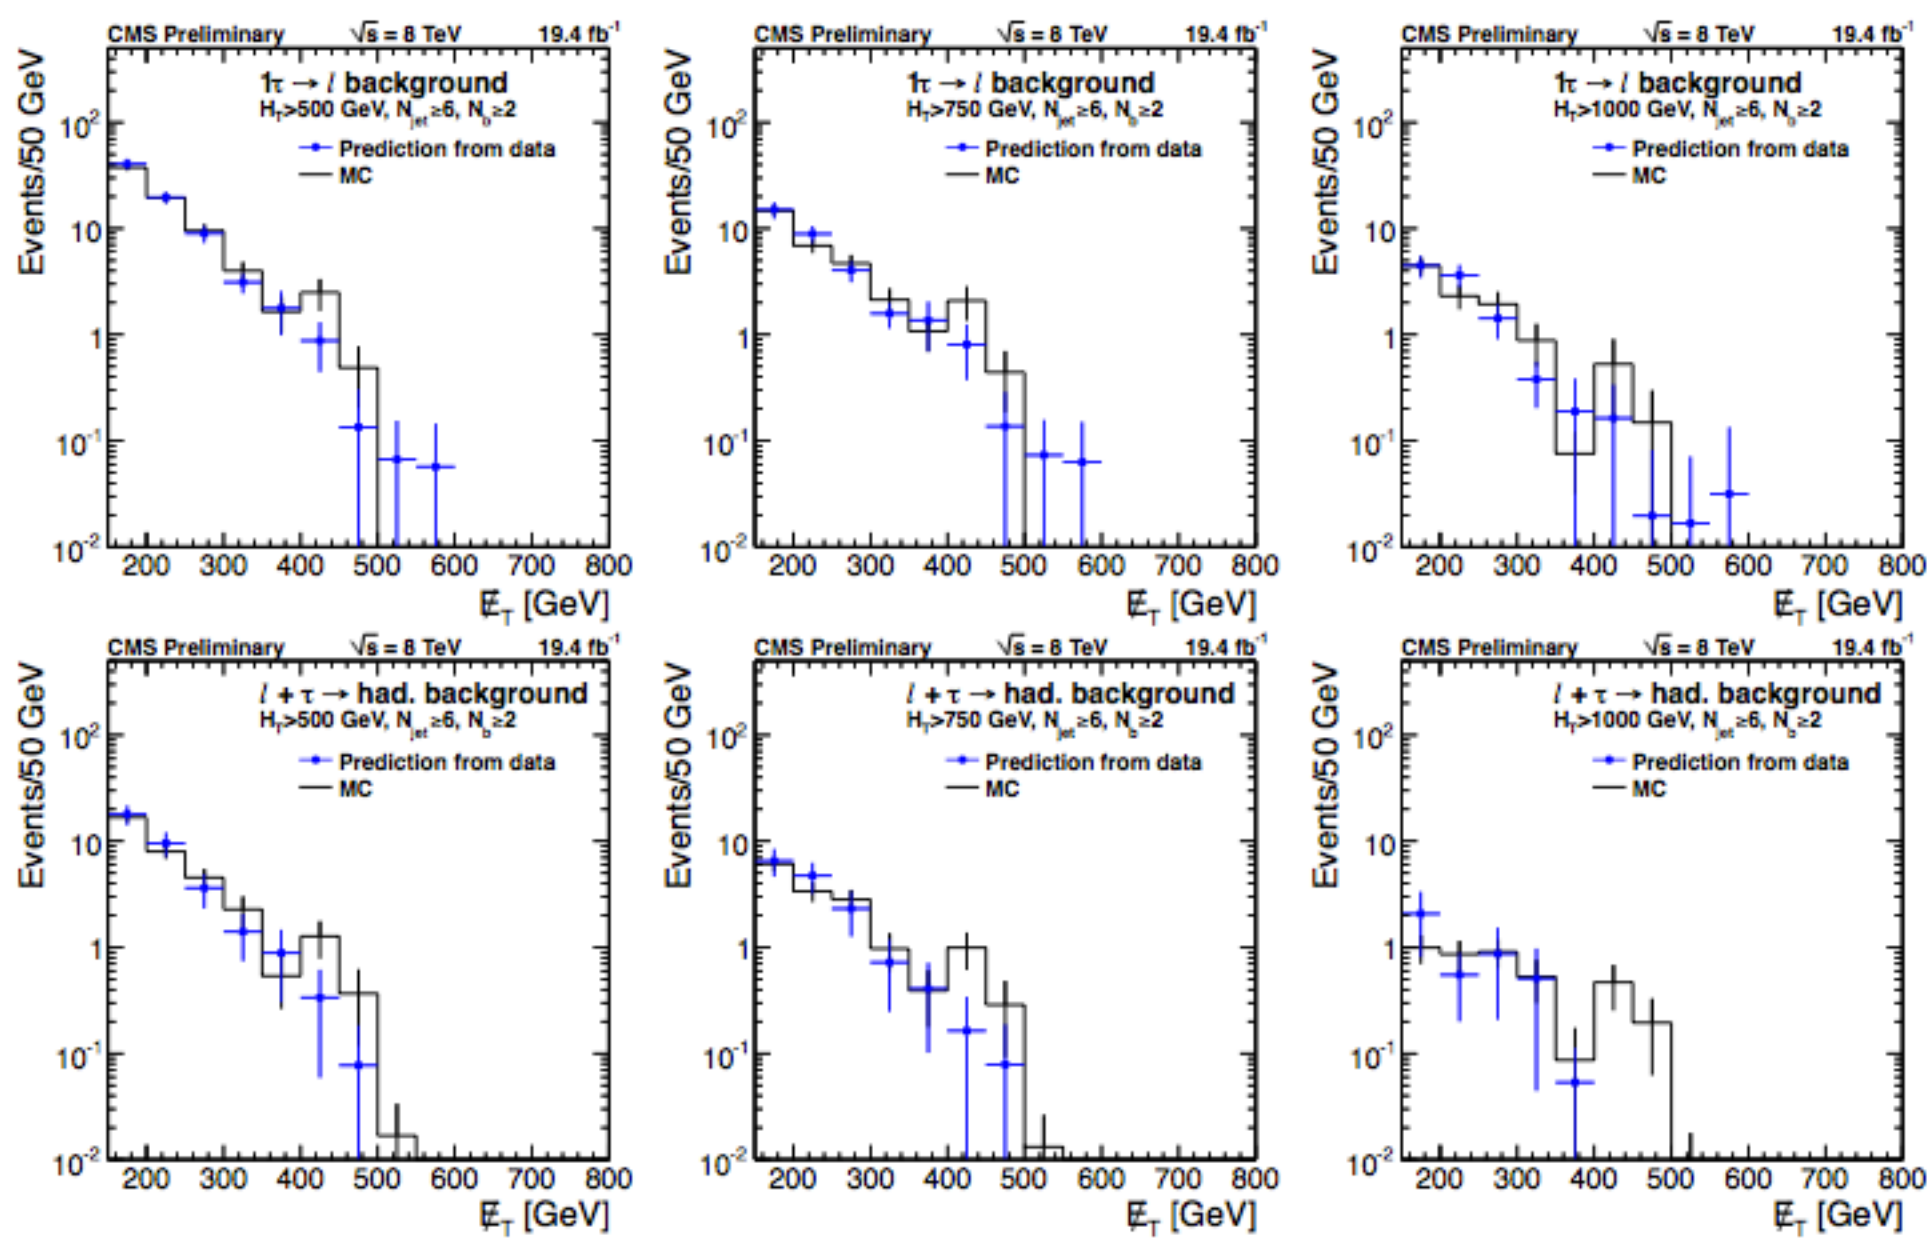 CMS Preliminary √s = 8 TeV 19.4 fb⁻¹
1τ → l background
H_T>500 GeV, N_jet≥6, N_b≥2
Prediction from data
MC
Events/50 GeV
10²
10
1
10⁻¹
10⁻²
200 300 400 500 600 700 800
E̸_T [GeV]
CMS Preliminary √s = 8 TeV 19.4 fb⁻¹
1τ → l background
H_T>750 GeV, N_jet≥6, N_b≥2
Prediction from data
MC
Events/50 GeV
10²
10
1
10⁻¹
10⁻²
200 300 400 500 600 700 800
E̸_T [GeV]
CMS Preliminary √s = 8 TeV 19.4 fb⁻¹
1τ → l background
H_T>1000 GeV, N_jet≥6, N_b≥2
Prediction from data
MC
Events/50 GeV
10²
10
1
10⁻¹
10⁻²
200 300 400 500 600 700 800
E̸_T [GeV]
CMS Preliminary √s = 8 TeV 19.4 fb⁻¹
l + τ → had. background
H_T>500 GeV, N_jet≥6, N_b≥2
Prediction from data
MC
Events/50 GeV
10²
10
1
10⁻¹
10⁻²
200 300 400 500 600 700 800
E̸_T [GeV]
CMS Preliminary √s = 8 TeV 19.4 fb⁻¹
l + τ → had. background
H_T>750 GeV, N_jet≥6, N_b≥2
Prediction from data
MC
Events/50 GeV
10²
10
1
10⁻¹
10⁻²
200 300 400 500 600 700 800
E̸_T [GeV]
CMS Preliminary √s = 8 TeV 19.4 fb⁻¹
l + τ → had. background
H_T>1000 GeV, N_jet≥6, N_b≥2
Prediction from data
MC
Events/50 GeV
10²
10
1
10⁻¹
10⁻²
200 300 400 500 600 700 800
E̸_T [GeV]